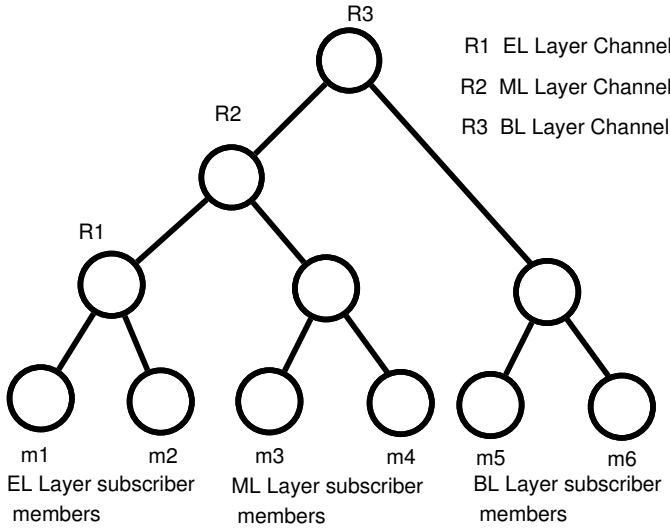 R3
R1 EL Layer Channel
R2 ML Layer Channel
R3 BL Layer Channel
R2
R1
m1
m2
m3
m4
m5
m6
EL Layer subscriber
members
ML Layer subscriber
members
BL Layer subscriber
members